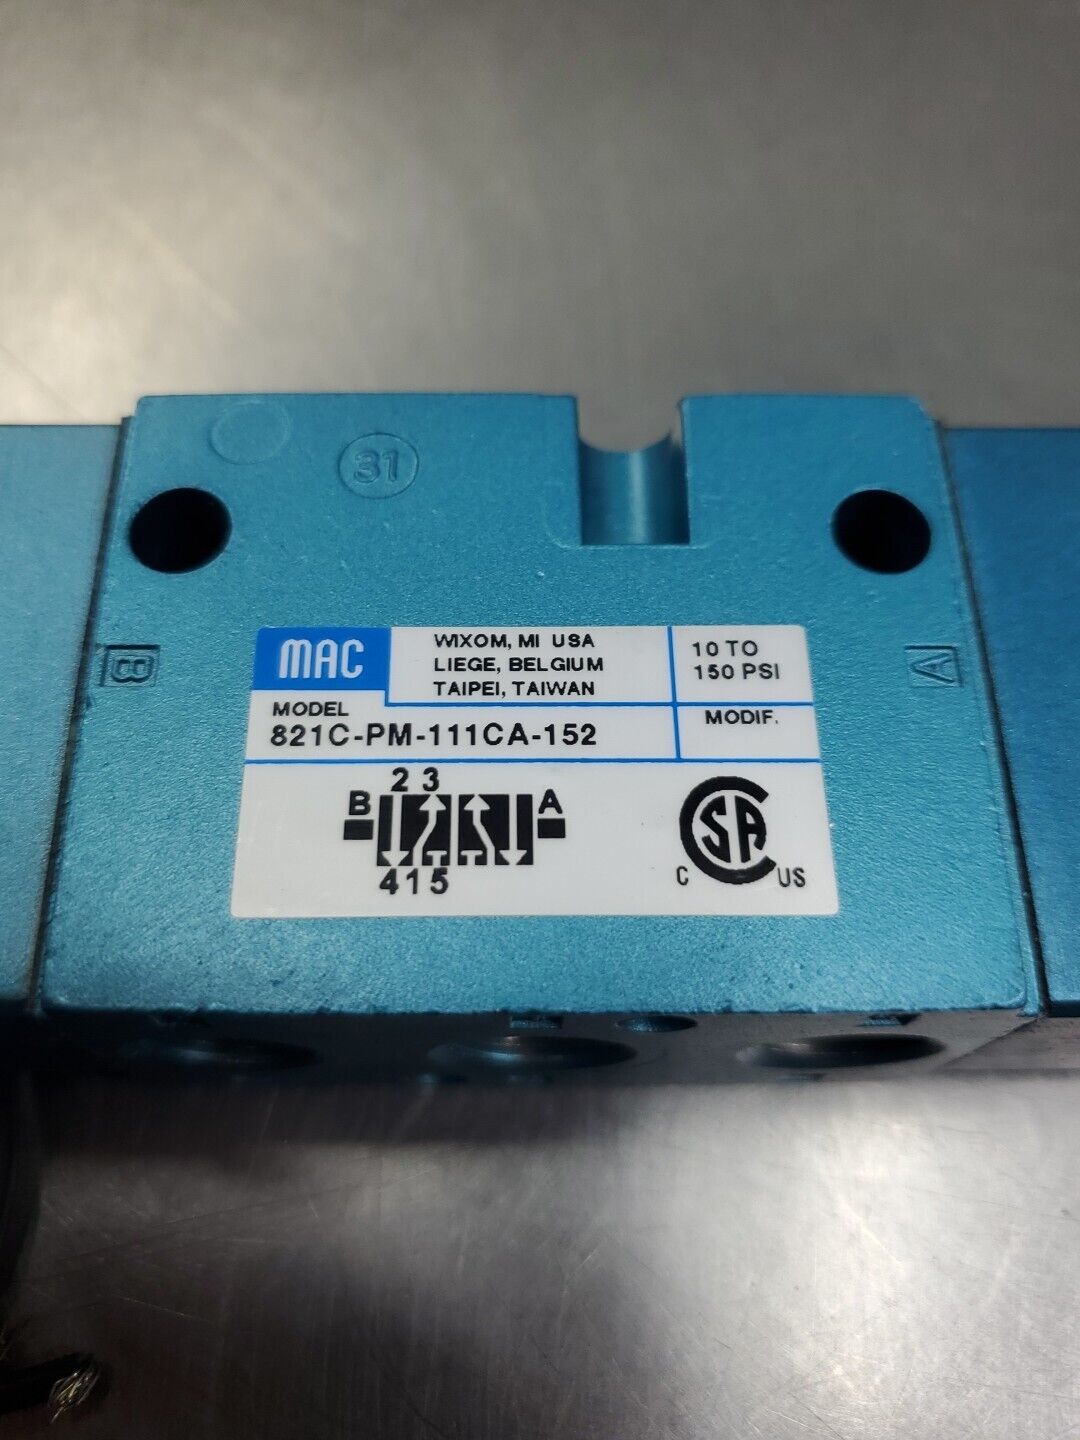 31
B
A
MAC
WIXOM, MI USA
LIEGE, BELGIUM
TAIPEI, TAIWAN
10 TO
150 PSI
MODEL
821C-PM-111CA-152
MODIF.
2 3
B A
4 1 5
C SA US